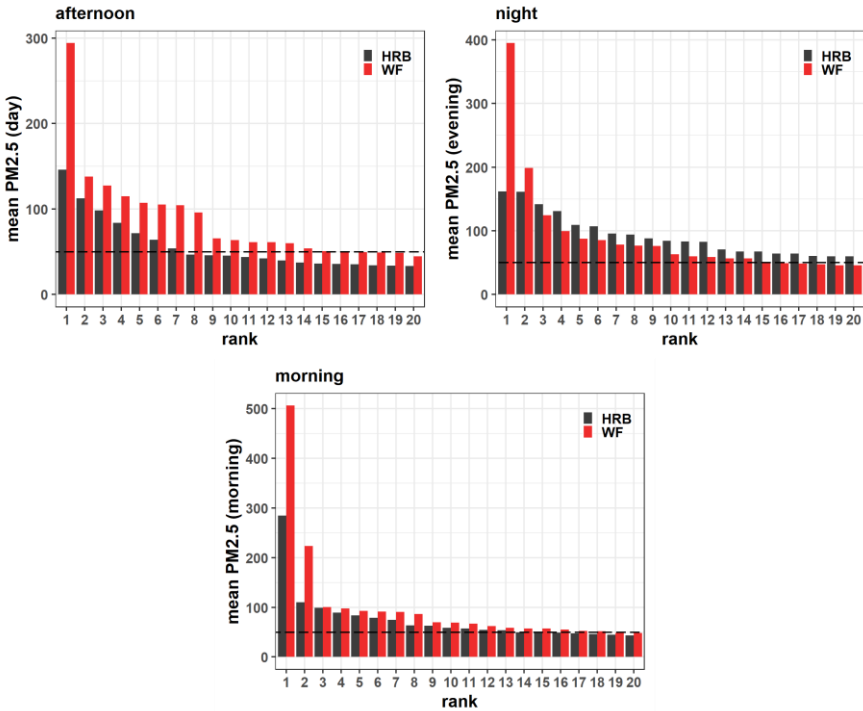 afternoon
mean PM2.5 (day)
300
200
100
0
HRB
WF
1 2 3 4 5 6 7 8 9 10 11 12 13 14 15 16 17 18 19 20
rank
night
mean PM2.5 (evening)
400
300
200
100
0
HRB
WF
1 2 3 4 5 6 7 8 9 10 11 12 13 14 15 16 17 18 19 20
rank
morning
mean PM2.5 (morning)
500
400
300
200
100
0
HRB
WF
1 2 3 4 5 6 7 8 9 10 11 12 13 14 15 16 17 18 19 20
rank